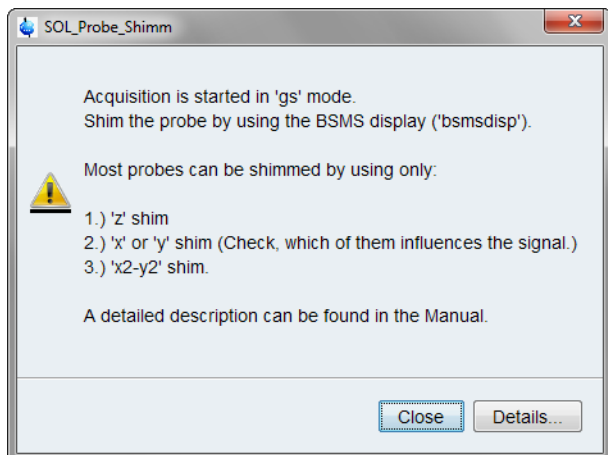 SOL_Probe_Shimm
Acquisition is started in 'gs' mode.
Shim the probe by using the BSMS display ('bsmsdisp').
Most probes can be shimmed by using only:
1.) 'z' shim
2.) 'x' or 'y' shim (Check, which of them influences the signal.)
3.) 'x2-y2' shim.
A detailed description can be found in the Manual.
Close Details...